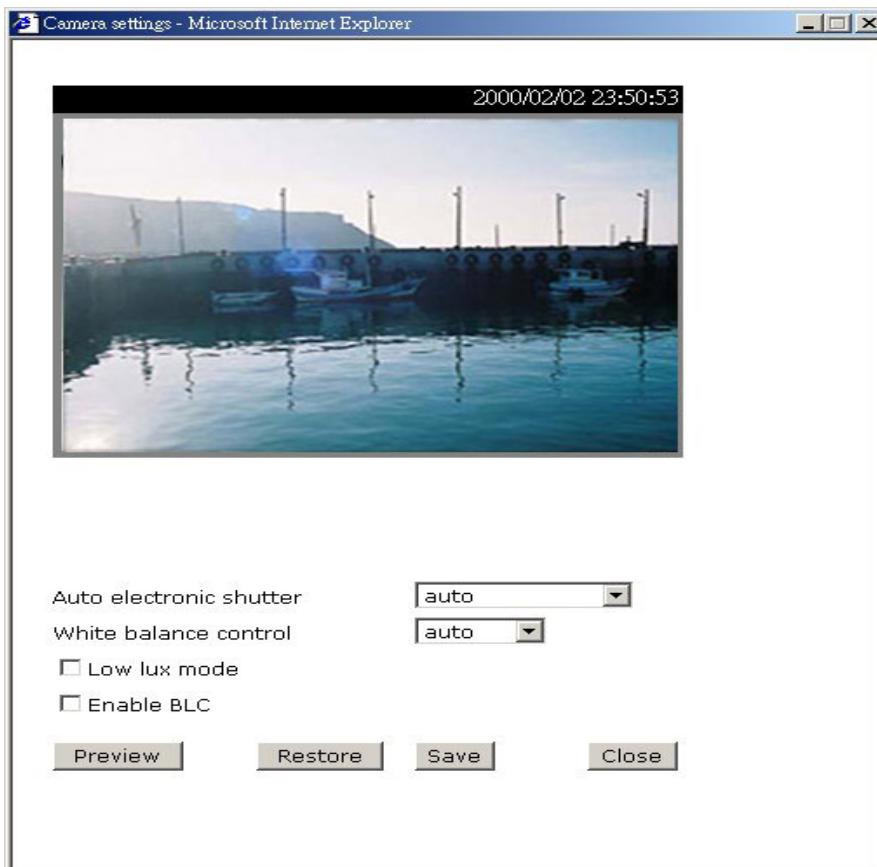 Camera settings - Microsoft Internet Explorer
2000/02/02 23:50:53
Auto electronic shutter auto
White balance control auto
Low lux mode
Enable BLC
Preview Restore Save Close